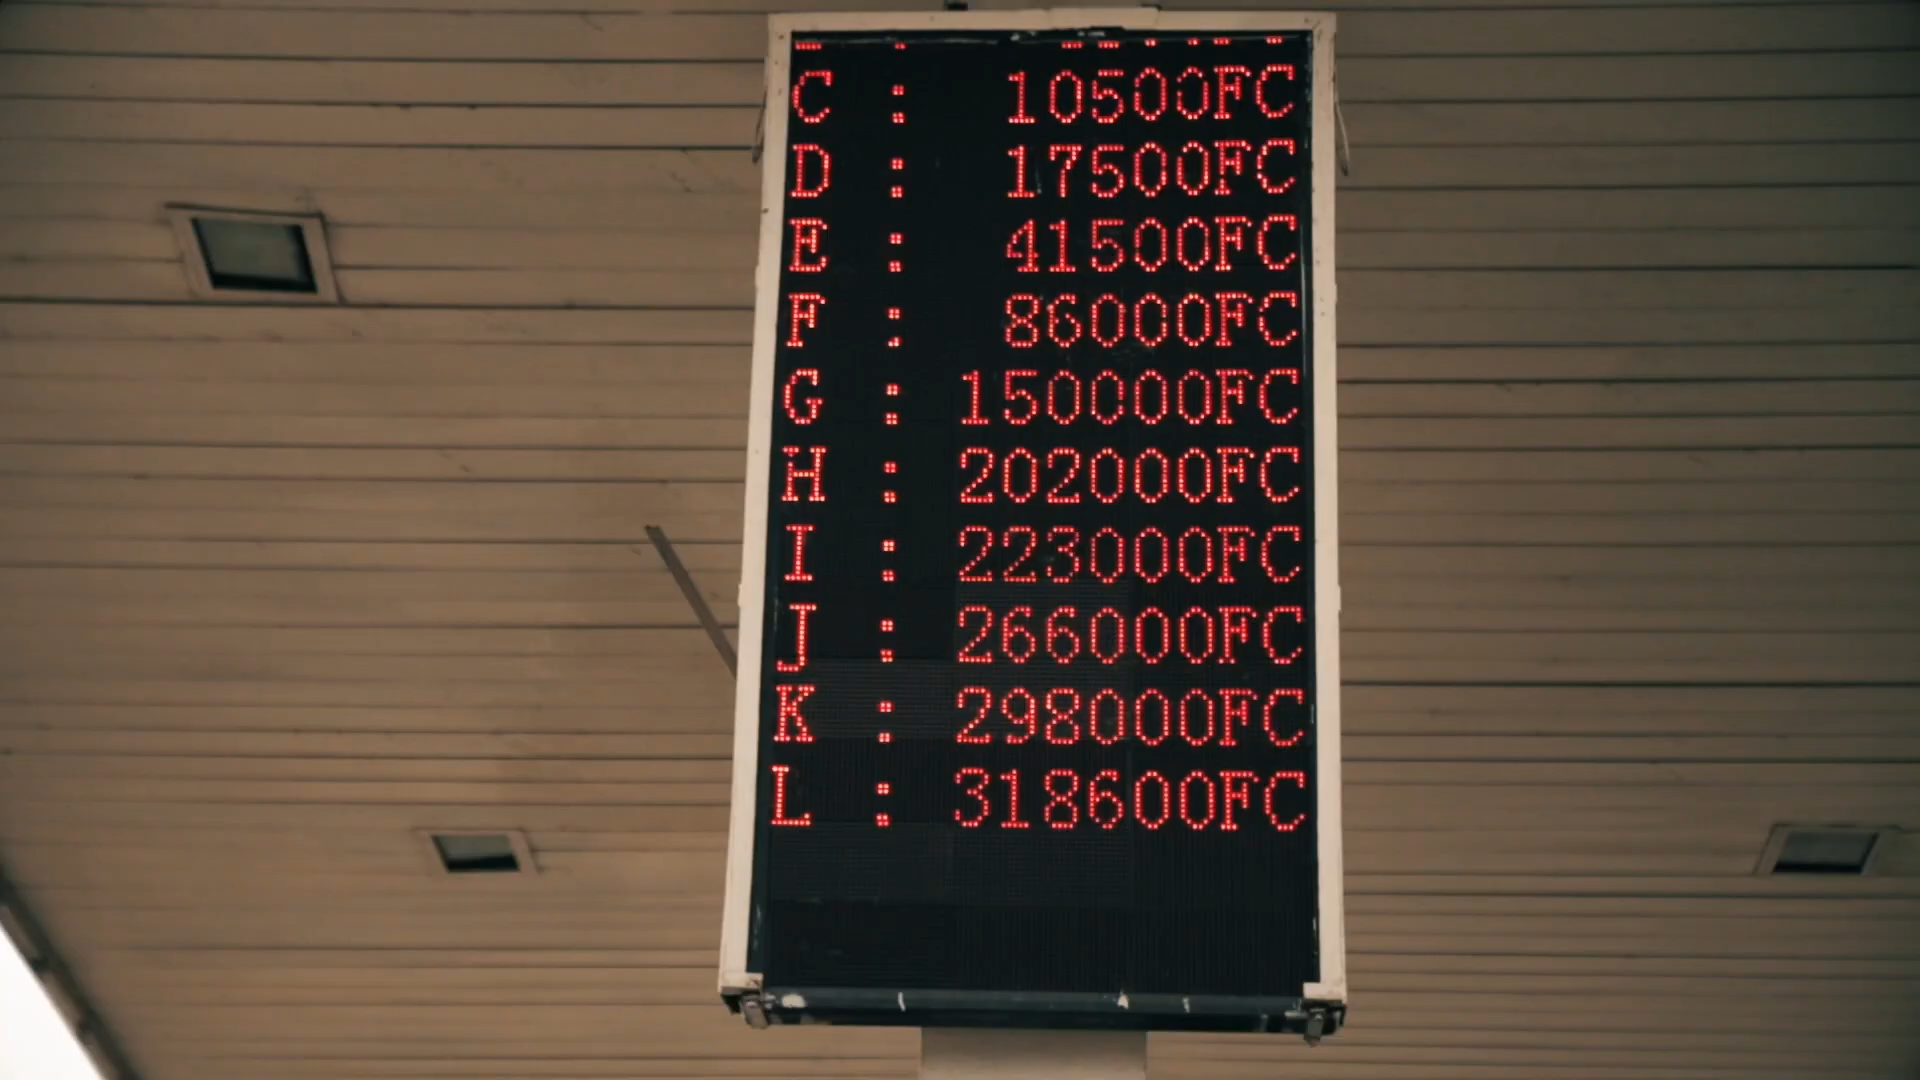 C : 10500FC
D : 17500FC
E : 41500FC
F : 86000FC
G : 150000FC
H : 202000FC
I : 223000FC
J : 266000FC
K : 298000FC
L : 318600FC